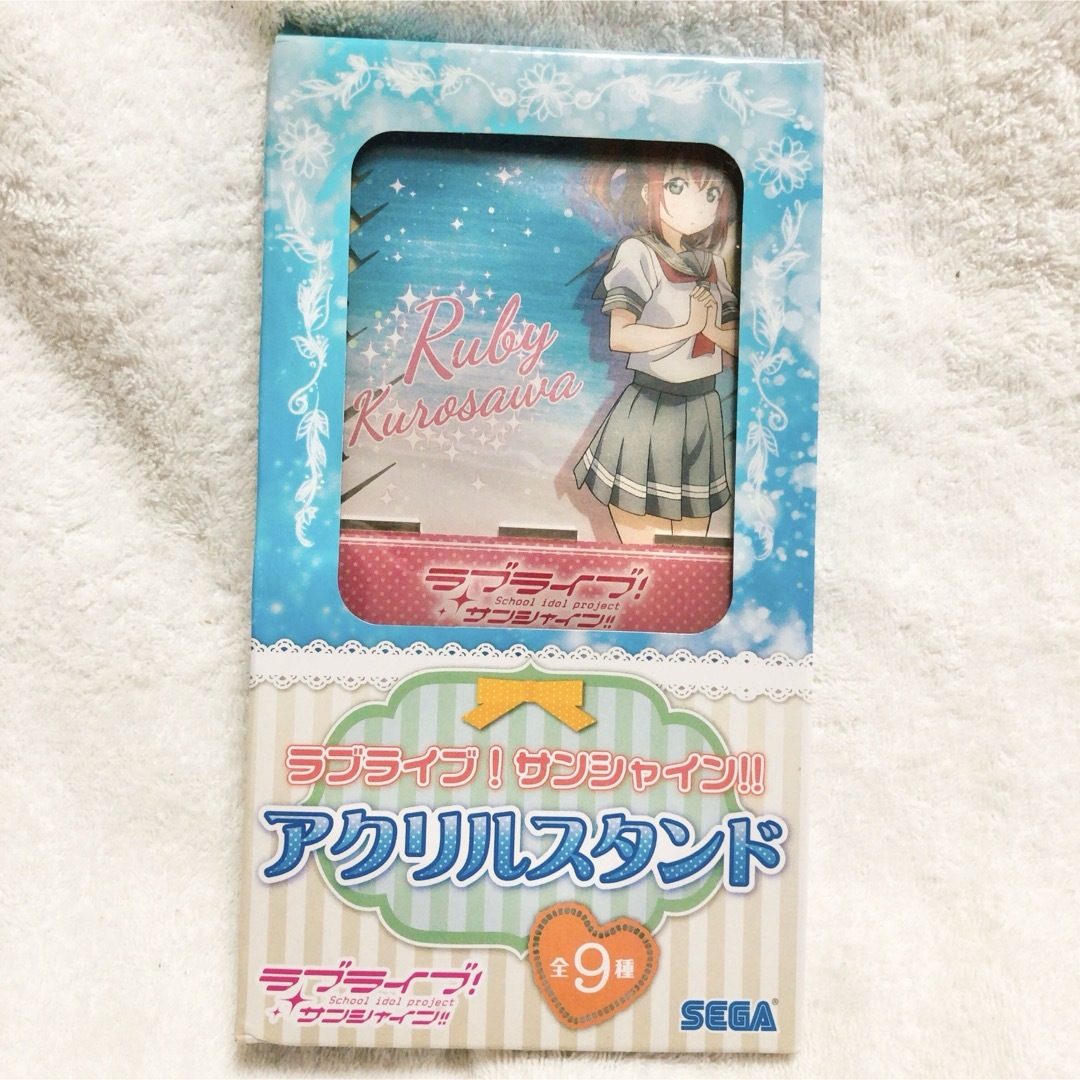 Ruby
Kurosawa
ラブライブ!
School idol project
サンシャイン!!
ラブライブ!サンシャイン!!
アクリルスタンド
全9種
ラブライブ!
School idol project
サンシャイン!!
SEGA®